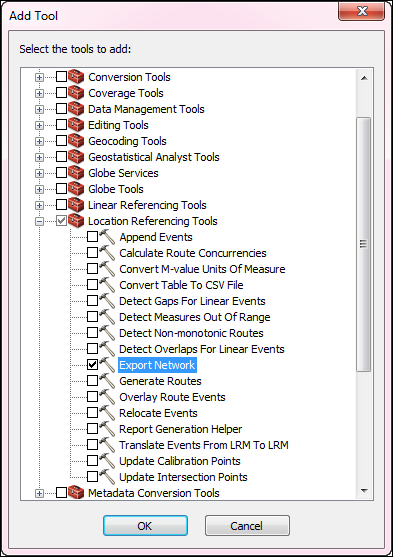 Add Tool
Select the tools to add:
Conversion Tools
Coverage Tools
Data Management Tools
Editing Tools
Geocoding Tools
Geostatistical Analyst Tools
Globe Services
Globe Tools
Linear Referencing Tools
Location Referencing Tools
Append Events
Calculate Route Concurrencies
Convert M-value Units Of Measure
Convert Table To CSV File
Detect Gaps For Linear Events
Detect Measures Out Of Range
Detect Non-monotonic Routes
Detect Overlaps For Linear Events
Export Network
Generate Routes
Overlay Route Events
Relocate Events
Report Generation Helper
Translate Events From LRM To LRM
Update Calibration Points
Update Intersection Points
Metadata Conversion Tools
OK
Cancel